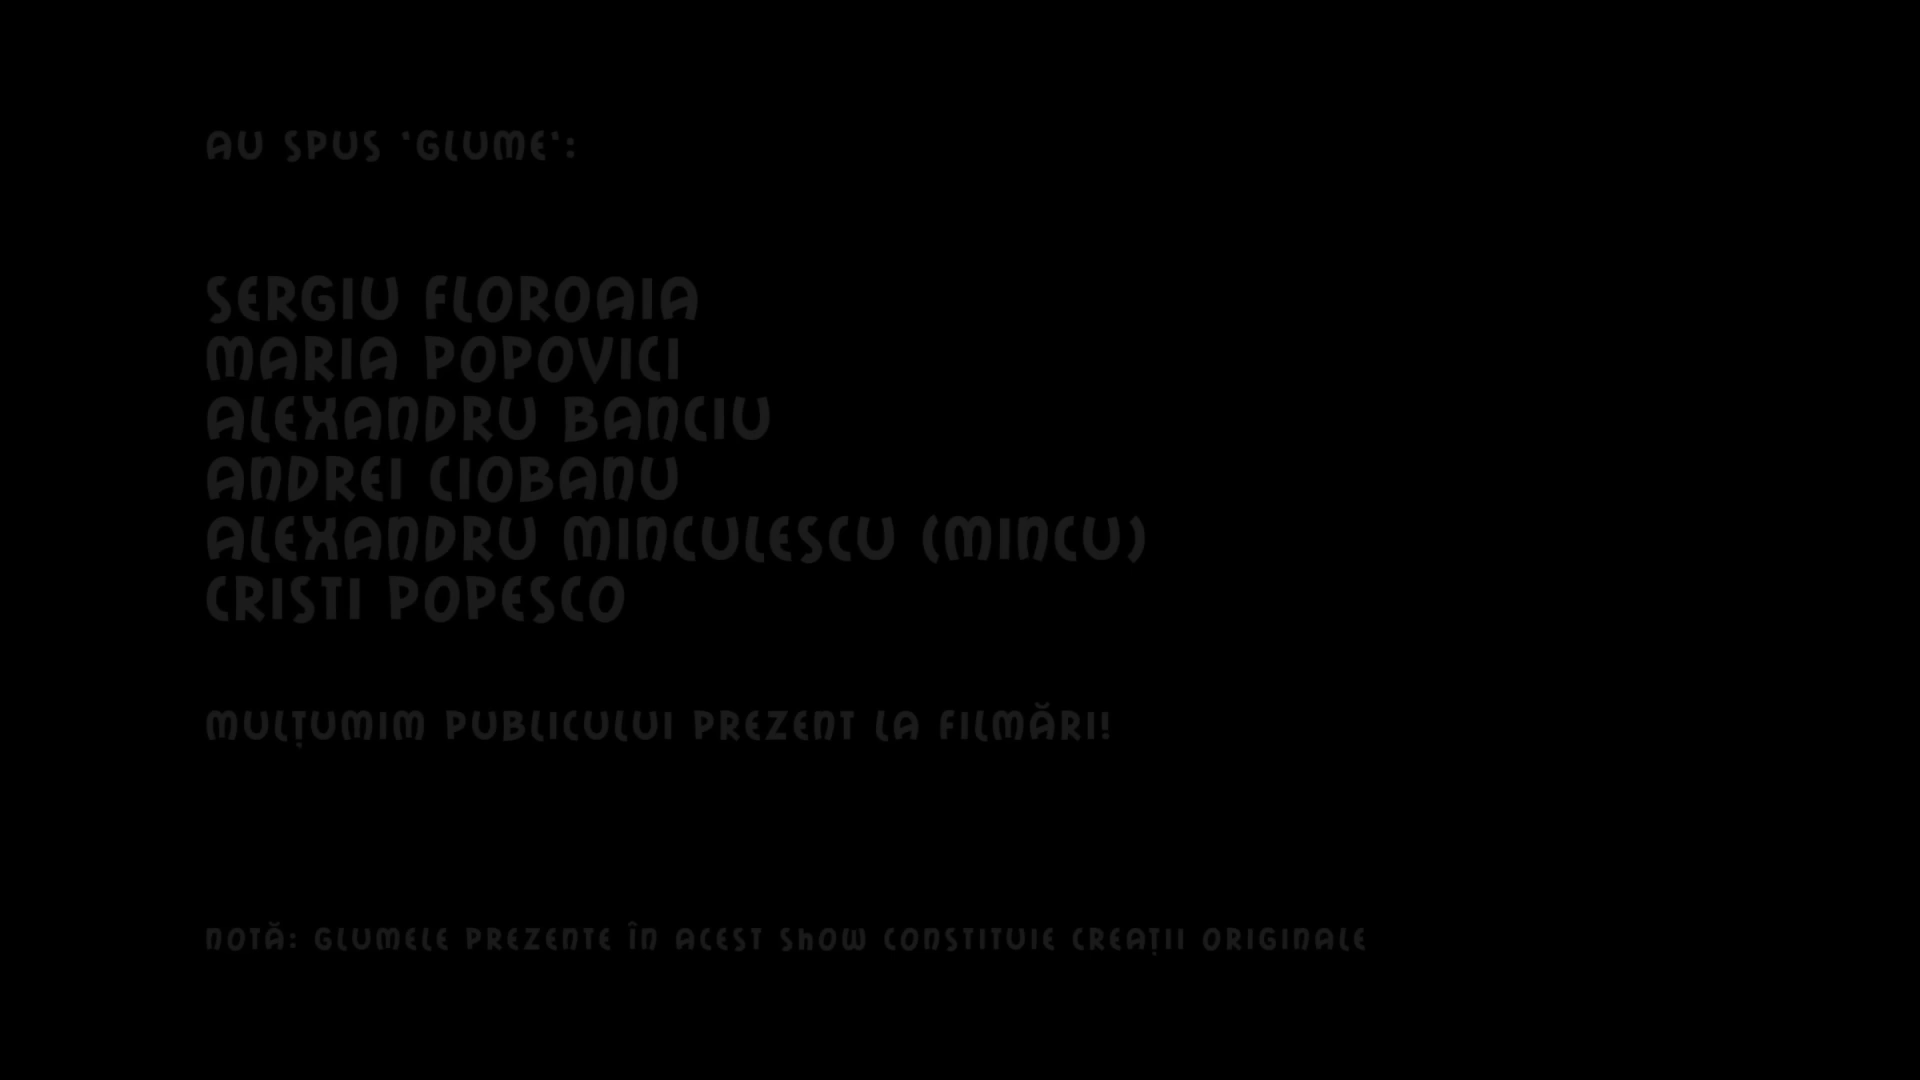 AU SPUS 'GLUME':
SERGIU FLOROAIA
MARIA POPOVICI
ALEXANDRU BANCIU
ANDREI CIOBANU
ALEXANDRU MINCULESCU (MINCU)
CRISTI POPESCO
MULȚUMIM PUBLICULUI PREZENT LA FILMĂRI!
NOTĂ: GLUMELE PREZENTE ÎN ACEST SHOW CONSTITUIE CREAȚII ORIGINALE